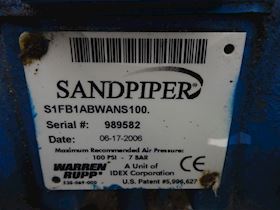 SANDPIPER
S1FB1ABWANS100.
Serial #: 989582
Date: 06-17-2006
Maximum Recommended Air Pressure:
100 PSI - 7 BAR
WARREN RUPP® A Unit of
IDEX Corporation
U.S. Patent #5,996,627